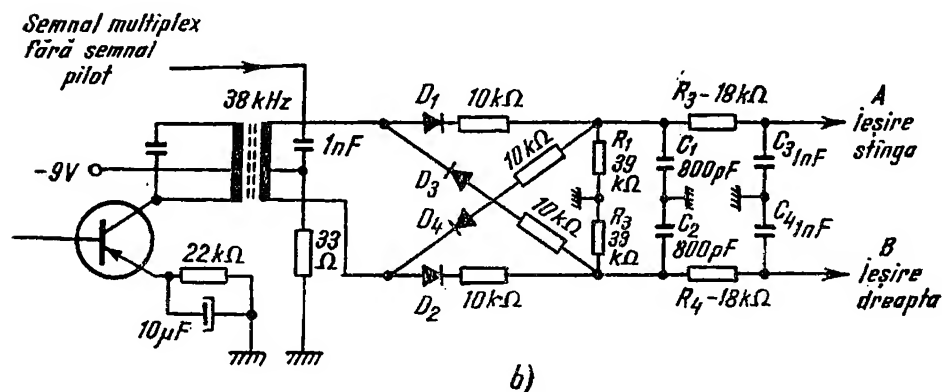 Semnal multiplex
fără semnal
pilot
38kHz
1nF
-9V
22kΩ
10μF
33
Ω
D₁
10kΩ
D₃
10kΩ
D₄
10kΩ
D₂
10kΩ
R₁
39
kΩ
R₃
39
kΩ
R₃-18kΩ
C₁
800pF
C₂
800pF
R₄-18kΩ
C₃
1nF
C₄
1nF
A
Ieșire
stînga
B
Ieșire
dreapta
b)